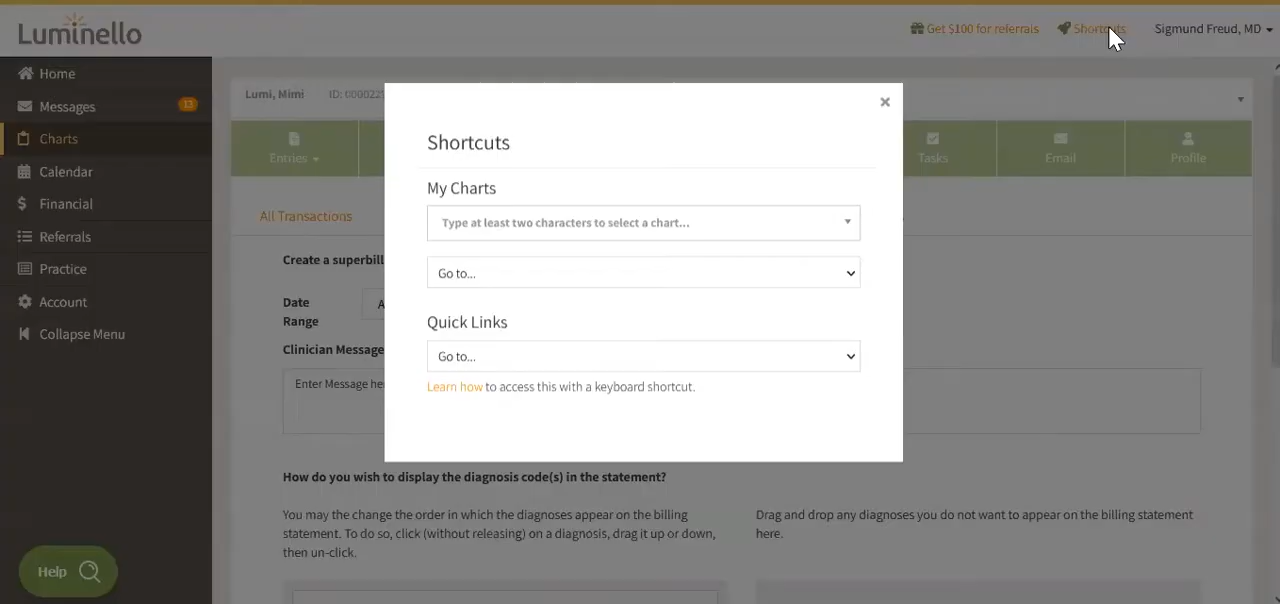 Luminello
Get $100 for referrals
Shortcuts
Sigmund Freud, MD
Home
Messages
13
Charts
Calendar
$ Financial
Referrals
Practice
Account
Collapse Menu
Help
Lumi, Mimi
Entries
Tasks
Email
Profile
All Transactions
Create a superbill
Date
Range
Clinician Message
Enter Message
Shortcuts
My Charts
Type at least two characters to select a chart...
Go to...
Quick Links
Go to...
Learn how to access this with a keyboard shortcut.
How do you wish to display the diagnosis code(s) in the statement?
You may the change the order in which the diagnoses appear on the billing
statement. To do so, click (without releasing) on a diagnosis, drag it up or down,
then un-click.
Drag and drop any diagnoses you do not want to appear on the billing statement
here.